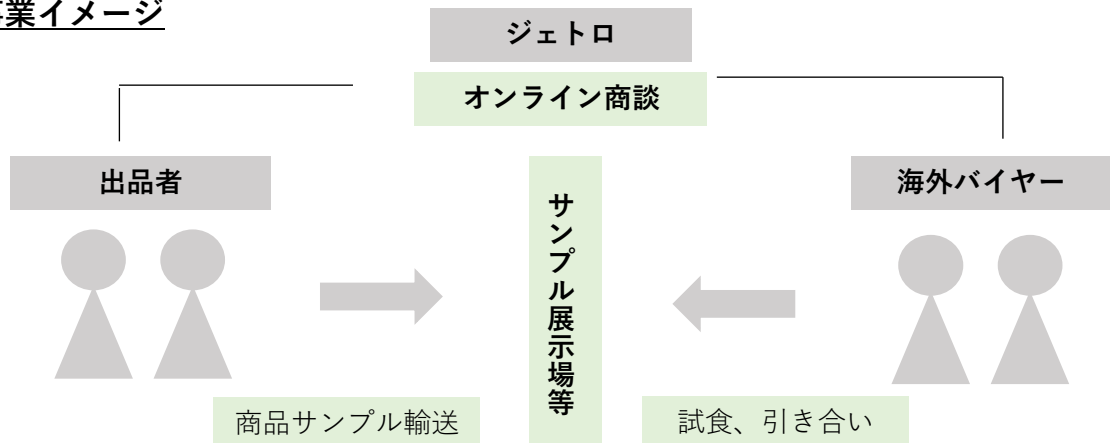 業イメージ
ジェトロ
オンライン商談
出品者
サンプル展示場等
海外バイヤー
商品サンプル輸送
試食、引き合い